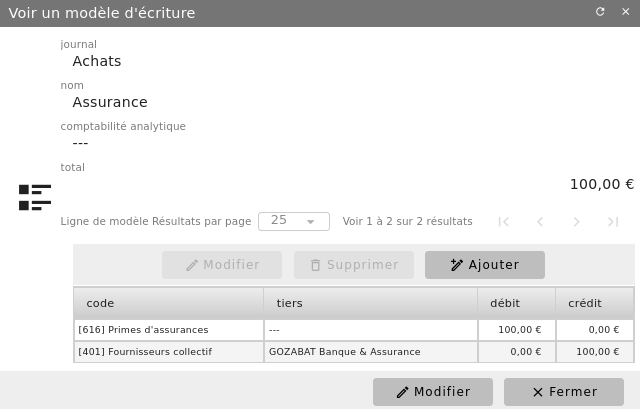 Voir un modèle d'écriture
journal
Achats
nom
Assurance
comptabilité analytique
---
total
100,00 €
Ligne de modèle Résultats par page 25 Voir 1 à 2 sur 2 résultats
Modifier Supprimer Ajouter
code tiers débit crédit
[616] Primes d'assurances --- 100,00 € 0,00 €
[401] Fournisseurs collectif GOZABAT Banque & Assurance 0,00 € 100,00 €
Modifier Fermer